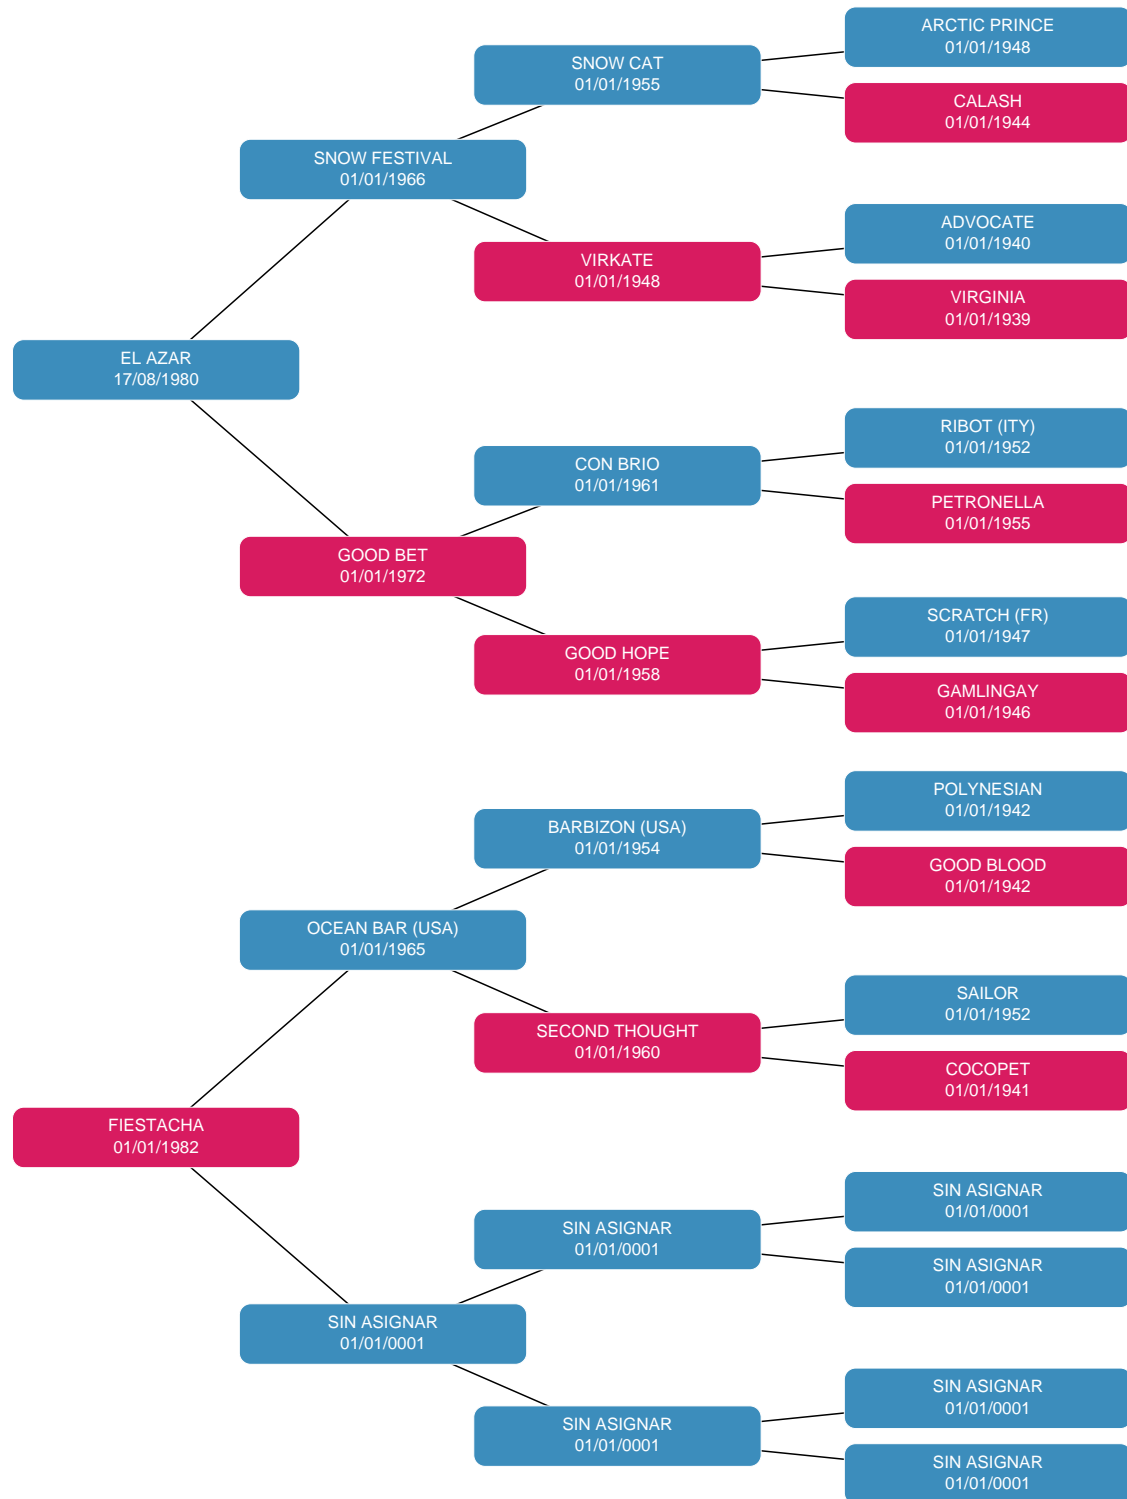 ARCTIC PRINCE
01/01/1948
SNOW CAT
01/01/1955
CALASH
01/01/1944
SNOW FESTIVAL
01/01/1966
ADVOCATE
01/01/1940
VIRKATE
01/01/1948
VIRGINIA
01/01/1939
EL AZAR
17/08/1980
RIBOT (ITY)
01/01/1952
CON BRIO
01/01/1961
PETRONELLA
01/01/1955
GOOD BET
01/01/1972
SCRATCH (FR)
01/01/1947
GOOD HOPE
01/01/1958
GAMLINGAY
01/01/1946
POLYNESIAN
01/01/1942
BARBIZON (USA)
01/01/1954
GOOD BLOOD
01/01/1942
OCEAN BAR (USA)
01/01/1965
SAILOR
01/01/1952
SECOND THOUGHT
01/01/1960
COCOPET
01/01/1941
FIESTACHA
01/01/1982
SIN ASIGNAR
01/01/0001
SIN ASIGNAR
01/01/0001
SIN ASIGNAR
01/01/0001
SIN ASIGNAR
01/01/0001
SIN ASIGNAR
01/01/0001
SIN ASIGNAR
01/01/0001
SIN ASIGNAR
01/01/0001